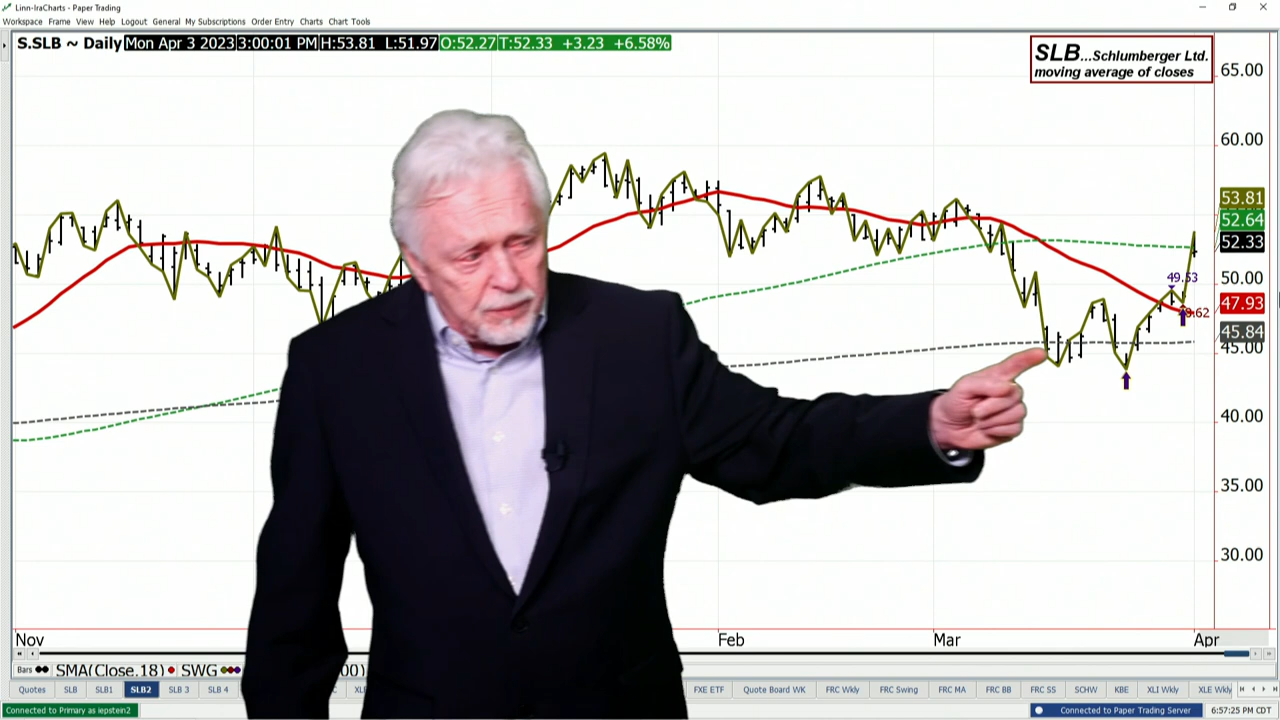 Linn-IraCharts - Paper Trading
Workspace Frame View Help Logout General My Subscriptions Order Entry Charts Chart Tools
S.SLB ~ Daily Mon Apr 3 2023 3:00:01 PM H:53.81 L:51.97 O:52.27 T:52.33 +3.23 +6.58%
SLB...Schlumberger Ltd.
moving average of closes
65.00
60.00
53.81
52.64
52.33
50.00
49.53
47.93
45.84
45.00
40.00
35.00
30.00
Nov Feb Mar Apr
Bars SMA(Close,18) SWG 00)
Quotes SLB SLB1 SLB2 SLB 3 SLB 4 FXE ETF Quote Board WK FRC Wkly FRC Swing FRC MA FRC BB FRC SS SCHW KBE XLI Wkly XLE Wkly
Connected to Primary as iepstein2 Connected to Paper Trading Server 6:57:25 PM CDT